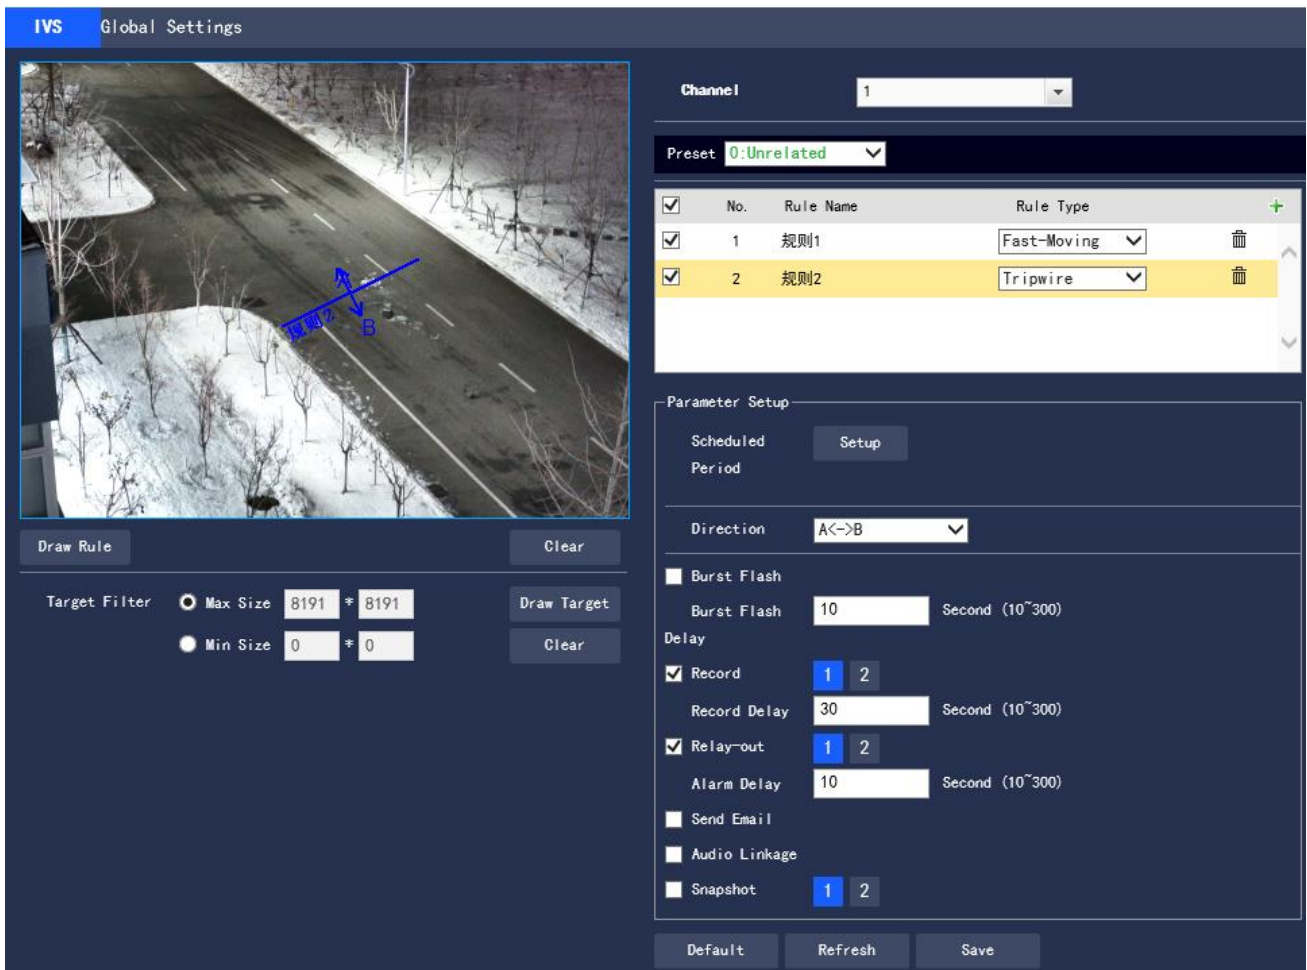 IVS Global Settings
Channel 1
Preset 0:Unrelated
No. Rule Name Rule Type
1 规则1 Fast-Moving
2 规则2 Tripwire
规则2
A
B
Draw Rule Clear
Target Filter Max Size 8191 * 8191 Draw Target
Min Size 0 * 0 Clear
Parameter Setup
Scheduled Setup
Period
Direction A<->B
Burst Flash
Burst Flash 10 Second (10~300)
Delay
Record 1 2
Record Delay 30 Second (10~300)
Relay-out 1 2
Alarm Delay 10 Second (10~300)
Send Email
Audio Linkage
Snapshot 1 2
Default Refresh Save